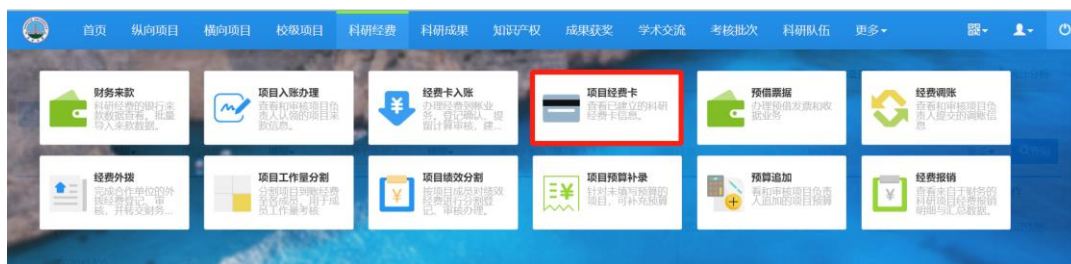 首页 纵向项目 横向项目 校级项目 科研经费 科研成果 知识产权 成果获奖 学术交流 考核批次 科研队伍 更多
财务来款
科研经费的银行来
款数据查看。批量
导入来款数据。
项目入账办理
查看和审核项目负
责人认领的项目来
款信息。
经费卡入账
办理经费到账业
务，登记确认、提
留计算审核。建...
项目经费卡
查看已建立的科研
经费卡信息。
预借票据
办理预借发票和收
据业务
经费调账
查看和审核项目负
责人提交的调账信
息
经费外拨
完成合作单位的外
拨经费登记、审
核，并转交财务...
项目工作量分割
分割项目到账经费
至各成员，用于成
员工作量考核
项目绩效分割
按项目成员对绩效
经费进行分割登
记、审核办理。
项目预算补录
针对未填写预算的
项目，可补充预算
预算追加
看和审核项目负责
人追加的项目预算
经费报销
查看来自于财务的
科研项目经费报销
明细与汇总数据。